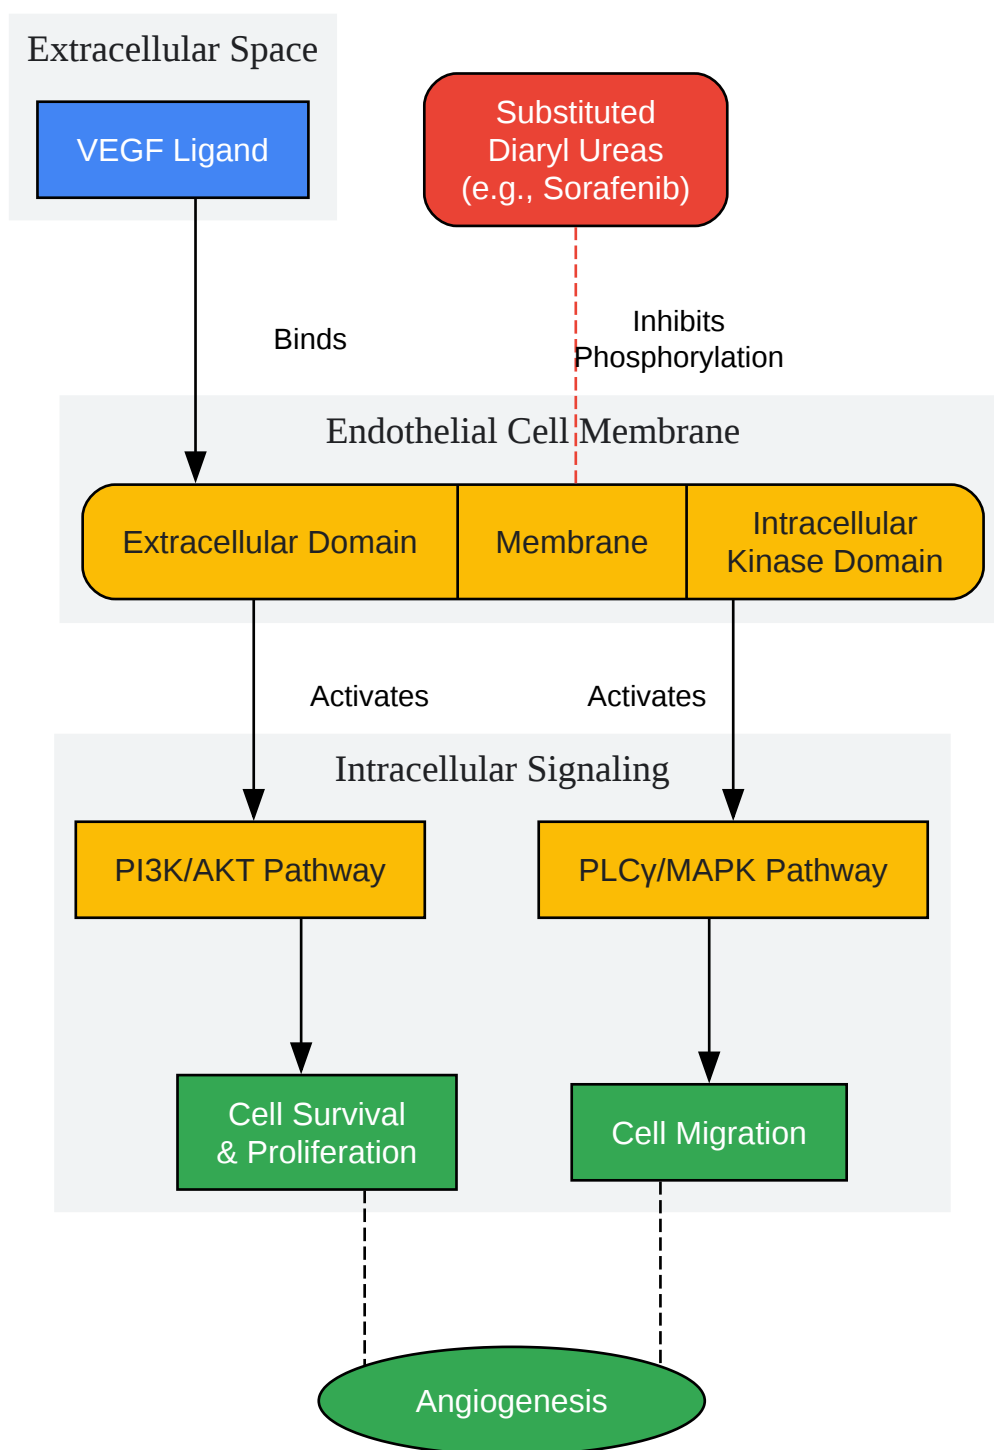 Extracellular Space
VEGF Ligand
Substituted
Diaryl Ureas
(e.g., Sorafenib)
Binds
Inhibits
Phosphorylation
Endothelial Cell Membrane
Extracellular Domain
Membrane
Intracellular
Kinase Domain
Activates
Activates
Intracellular Signaling
PI3K/AKT Pathway
PLCγ/MAPK Pathway
Cell Survival
& Proliferation
Cell Migration
Angiogenesis